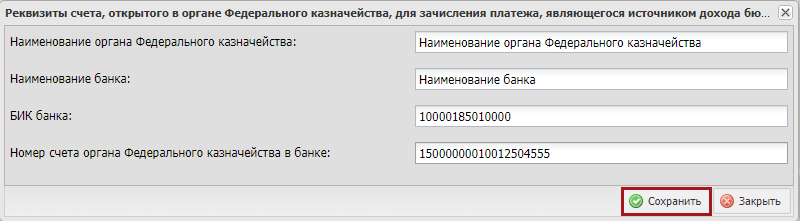 Реквизиты счета, открытого в органе Федерального казначейства, для зачисления платежа, являющегося источником дохода бю...
Наименование органа Федерального казначейства: Наименование органа Федерального казначейства
Наименование банка: Наименование банка
БИК банка: 10000185010000
Номер счета органа Федерального казначейства в банке: 15000000010012504555
Сохранить Закрыть